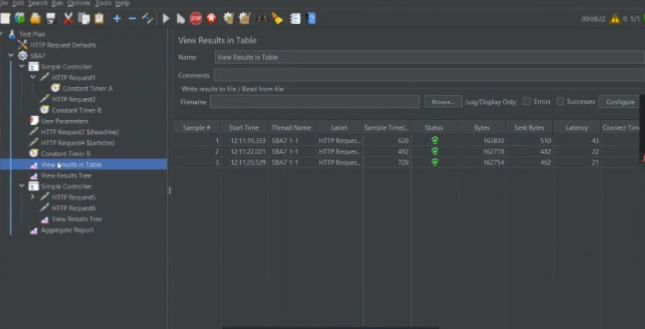 File Edit Search Run Options Tools Help
00:00:22 0 1/1
Test Plan
HTTP Request Defaults
SBA7
Simple Controller
HTTP Request1
Constant Timer A
HTTP Request2
Constant Timer B
User Parameters
HTTP Request3 ${headline}
HTTP Request4 ${articles}
Constant Timer B
View Results in Table
View Results Tree
Simple Controller
HTTP Request5
HTTP Request6
View Results Tree
Aggregate Report
View Results in Table
Name: View Results in Table
Comments
Write results to file / Read from file
Filename Browse... Log/Display Only: Errors Successes Configure
Sample # Start Time Thread Name Label Sample Time(... Status Bytes Sent Bytes Latency Connect Time
1 12:11:15.353 SBA7 1-1 HTTP Reques... 628 162830 510 43
2 12:11:22.021 SBA7 1-1 HTTP Reques... 492 162770 482 22
3 12:11:25.529 SBA7 1-1 HTTP Reques... 728 162754 462 21